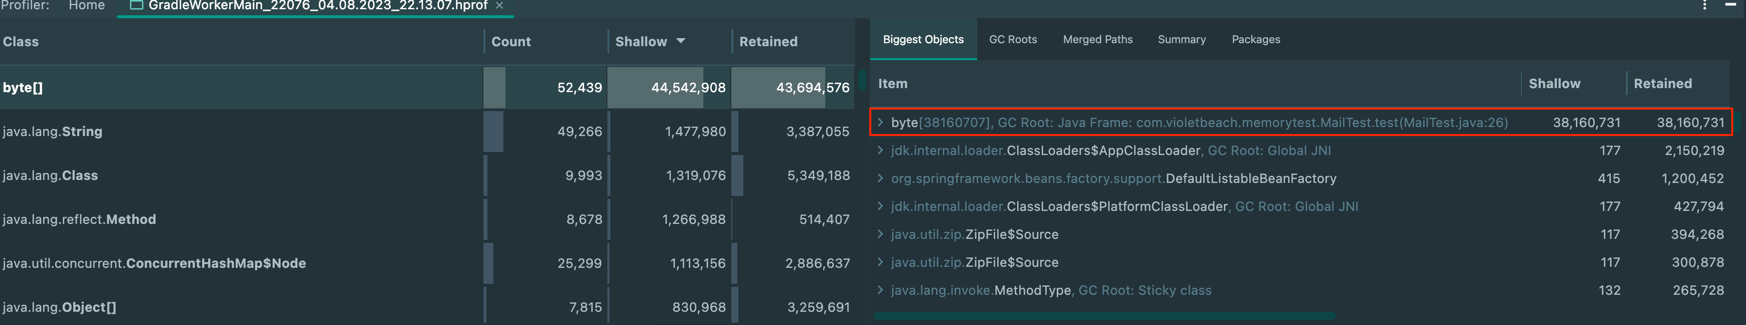 Profiler: Home GradleWorkerMain_22076_04.08.2023_22.13.07.hprof ×
Class Count Shallow Retained
byte[] 52,439 44,542,908 43,694,576
java.lang.String 49,266 1,477,980 3,387,055
java.lang.Class 9,993 1,319,076 5,349,188
java.lang.reflect.Method 8,678 1,266,988 514,407
java.util.concurrent.ConcurrentHashMap$Node 25,299 1,113,156 2,886,637
java.lang.Object[] 7,815 830,968 3,259,691
Biggest Objects GC Roots Merged Paths Summary Packages
Item Shallow Retained
byte[38160707], GC Root: Java Frame: com.violetbeach.memorytest.MailTest.test(MailTest.java:26) 38,160,731 38,160,731
jdk.internal.loader.ClassLoaders$AppClassLoader, GC Root: Global JNI 177 2,150,219
org.springframework.beans.factory.support.DefaultListableBeanFactory 415 1,200,452
jdk.internal.loader.ClassLoaders$PlatformClassLoader, GC Root: Global JNI 177 427,794
java.util.zip.ZipFile$Source 117 394,268
java.util.zip.ZipFile$Source 117 300,878
java.lang.invoke.MethodType, GC Root: Sticky class 132 265,728